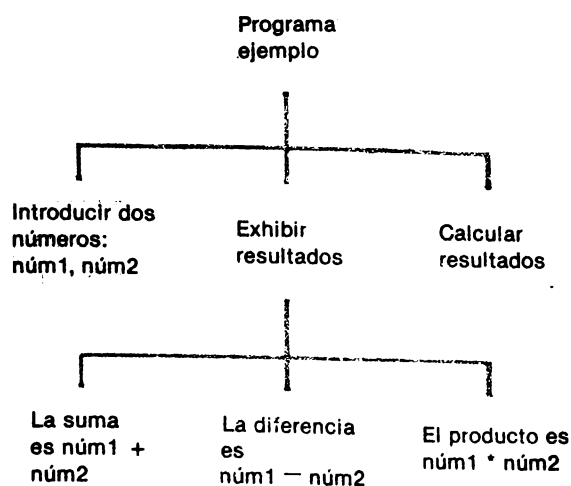 Programa
ejemplo
Introducir dos
números:
núm1, núm2
Exhibir
resultados
Calcular
resultados
La suma
es núm1 +
núm2
La diferencia
es
núm1 — núm2
El producto es
núm1 * núm2